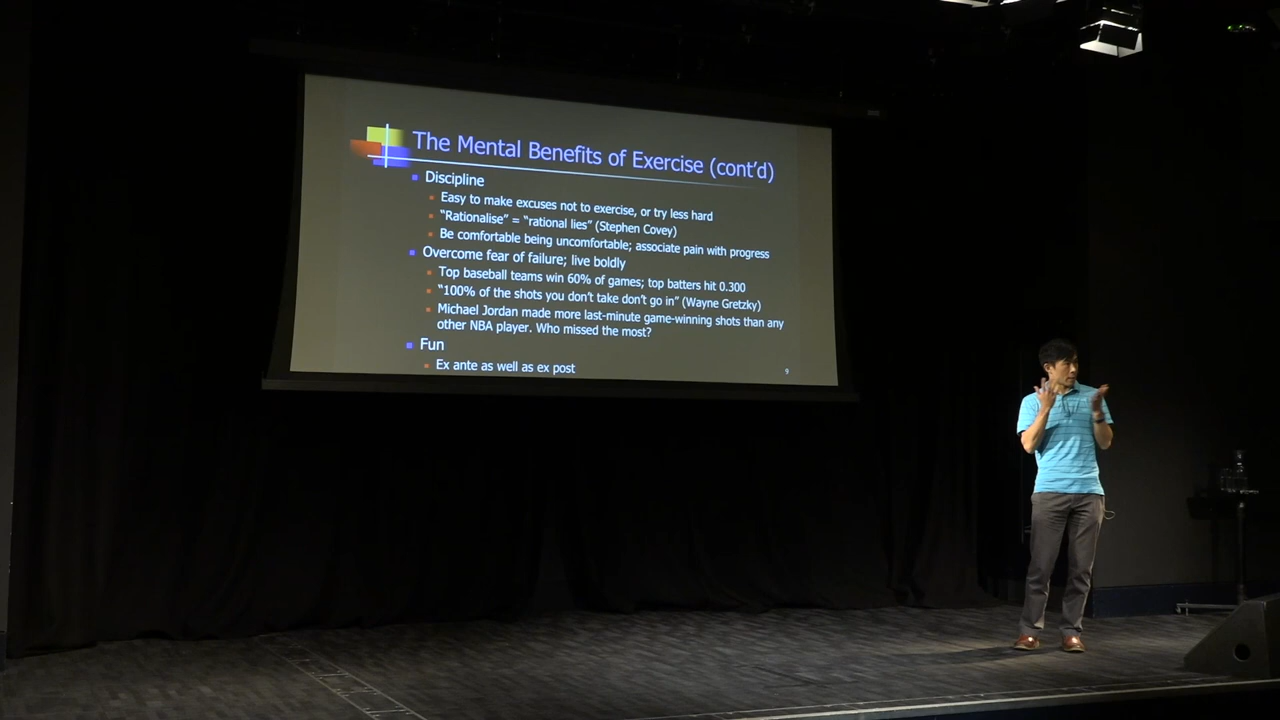 The Mental Benefits of Exercise (cont'd)
Discipline
Easy to make excuses not to exercise, or try less hard
"Rationalise" = "rational lies" (Stephen Covey)
Be comfortable being uncomfortable; associate pain with progress
Overcome fear of failure; live boldly
Top baseball teams win 60% of games; top batters hit 0.300
"100% of the shots you don't take don't go in" (Wayne Gretzky)
Michael Jordan made more last-minute game-winning shots than any
other NBA player. Who missed the most?
Fun
Ex ante as well as ex post
9